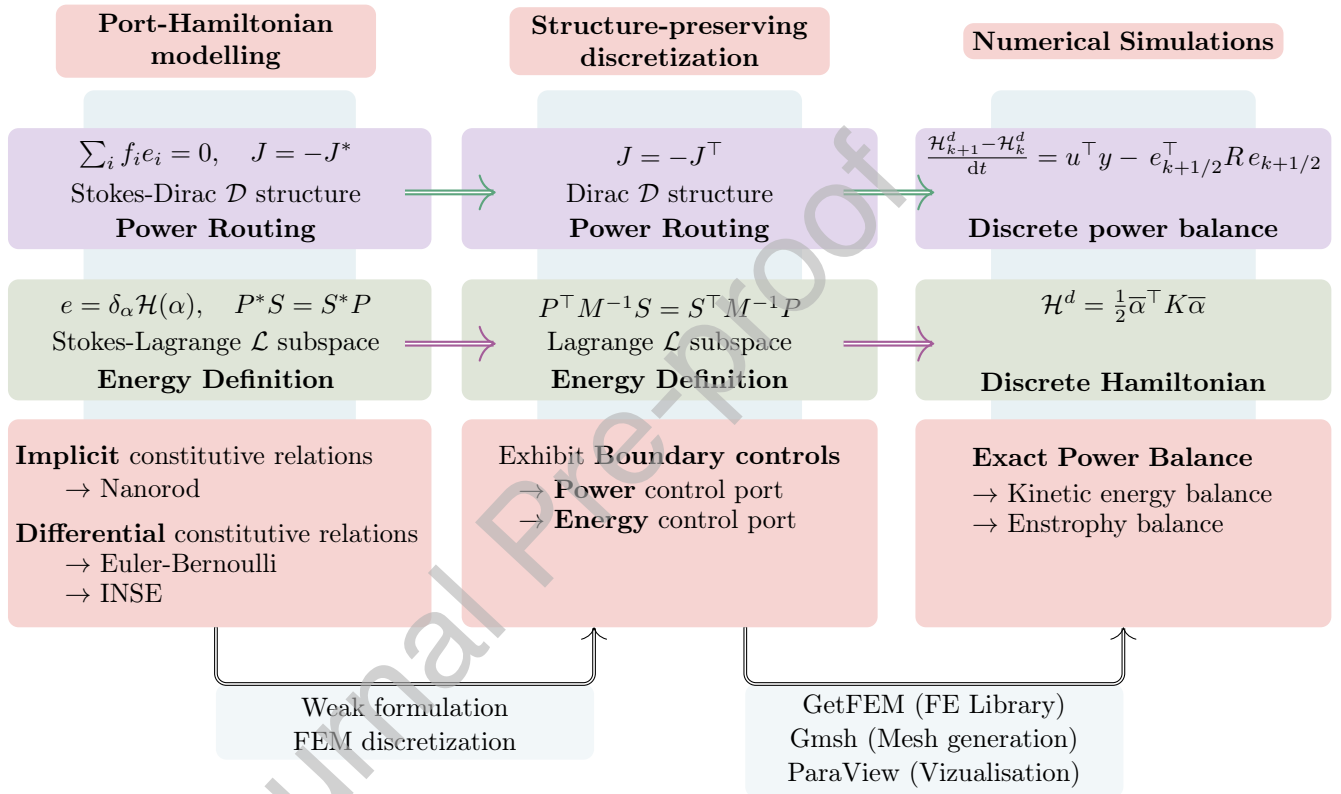 Port-Hamiltonian
modelling
Structure-preserving
discretization
Numerical Simulations
∑_i f_i e_i = 0, J = −J*
Stokes-Dirac 𝒟 structure
Power Routing
J = −J^⊤
Dirac 𝒟 structure
Power Routing
(ℋ^d_{k+1} − ℋ^d_k)/dt = u^⊤ y − e^⊤_{k+1/2} R e_{k+1/2}
Discrete power balance
e = δ_α ℋ(α), P*S = S*P
Stokes-Lagrange ℒ subspace
Energy Definition
P^⊤ M^{−1} S = S^⊤ M^{−1} P
Lagrange ℒ subspace
Energy Definition
ℋ^d = ½ α̅^⊤ K α̅
Discrete Hamiltonian
Implicit constitutive relations
→ Nanorod
Differential constitutive relations
→ Euler-Bernoulli
→ INSE
Exhibit Boundary controls
→ Power control port
→ Energy control port
Exact Power Balance
→ Kinetic energy balance
→ Enstrophy balance
Weak formulation
FEM discretization
GetFEM (FE Library)
Gmsh (Mesh generation)
ParaView (Vizualisation)
urnal Pre-proof